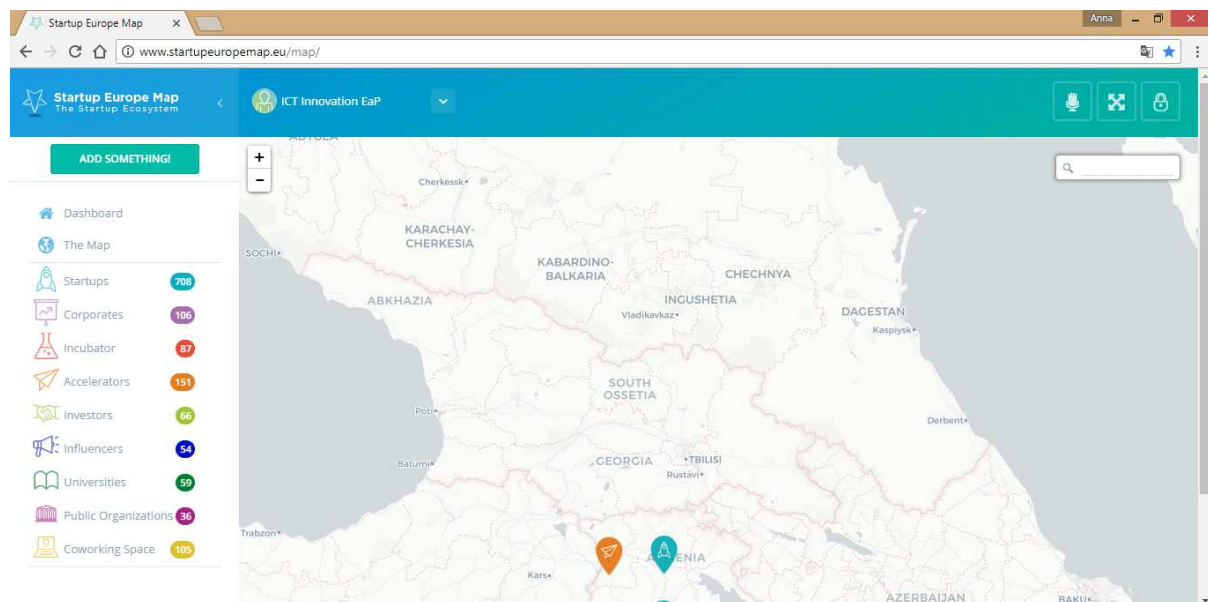 Startup Europe Map
Anna
www.startupeuropemap.eu/map/
Startup Europe Map
The Startup Ecosystem
ICT Innovation EaP
ADD SOMETHING!
Dashboard
The Map
Startups 708
Corporates 106
Incubator 87
Accelerators 151
Investors 66
Influencers 54
Universities 59
Public Organizations 36
Coworking Space 105
+
−
Cherkessk
KARACHAY-
CHERKESIA
SOCHI
KABARDINO-
BALKARIA
CHECHNYA
ABKHAZIA
INGUSHETIA
Vladikavkaz
DAGESTAN
Kaspiysk
SOUTH
OSSETIA
Poti
Derbent
Batumi
GEORGIA
TBILISI
Rustavi
Trabzon
Kars
AZERBAIJAN
BAKU